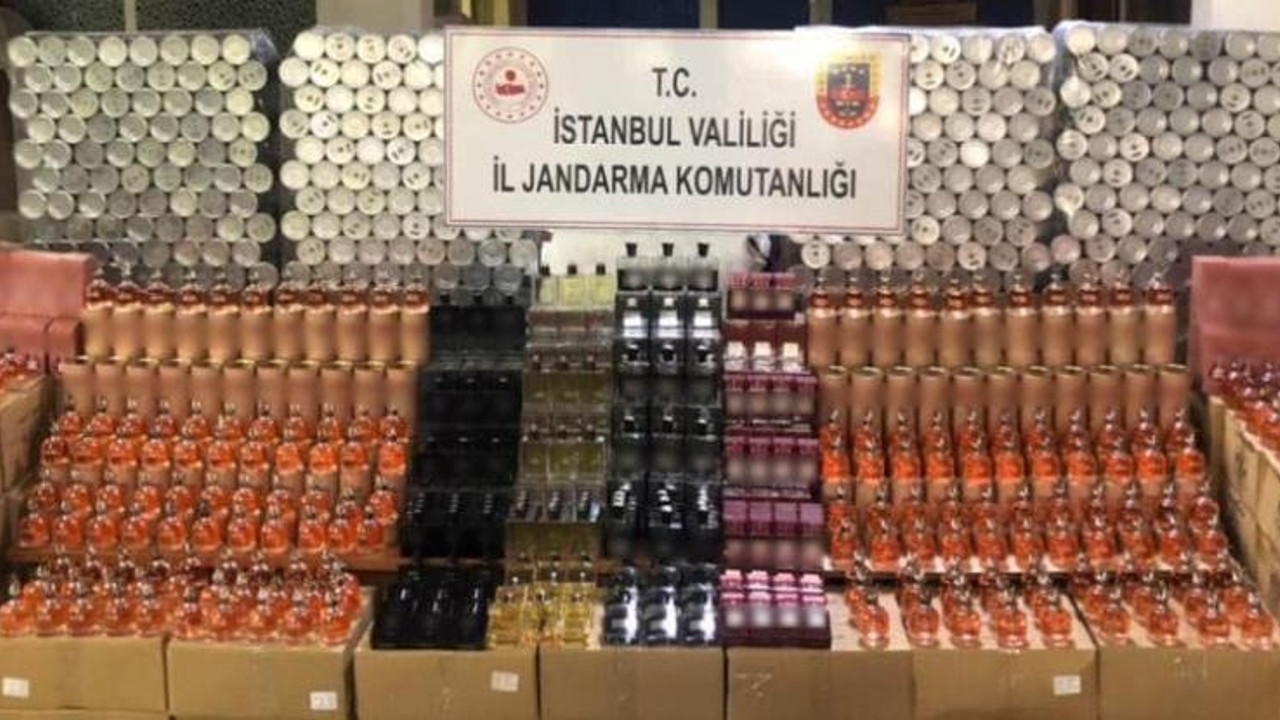 T.C.
İSTANBUL VALİLİĞİ
İL JANDARMA KOMUTANLIĞI